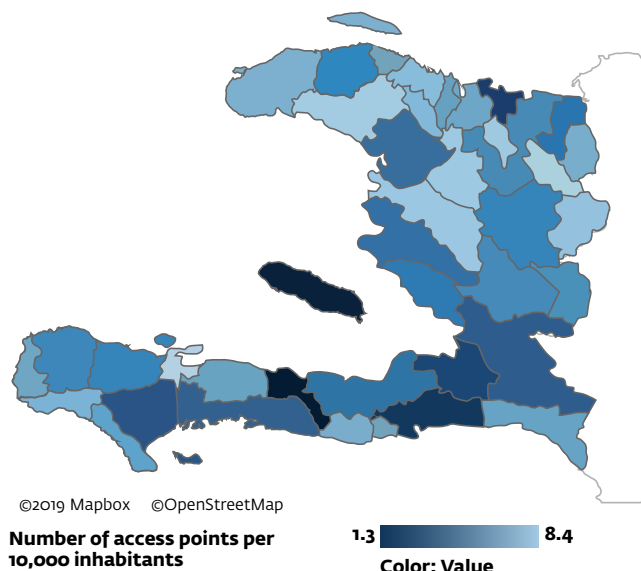 ©2019 Mapbox ©OpenStreetMap
Number of access points per
10,000 inhabitants
1.3 8.4
Color: Value